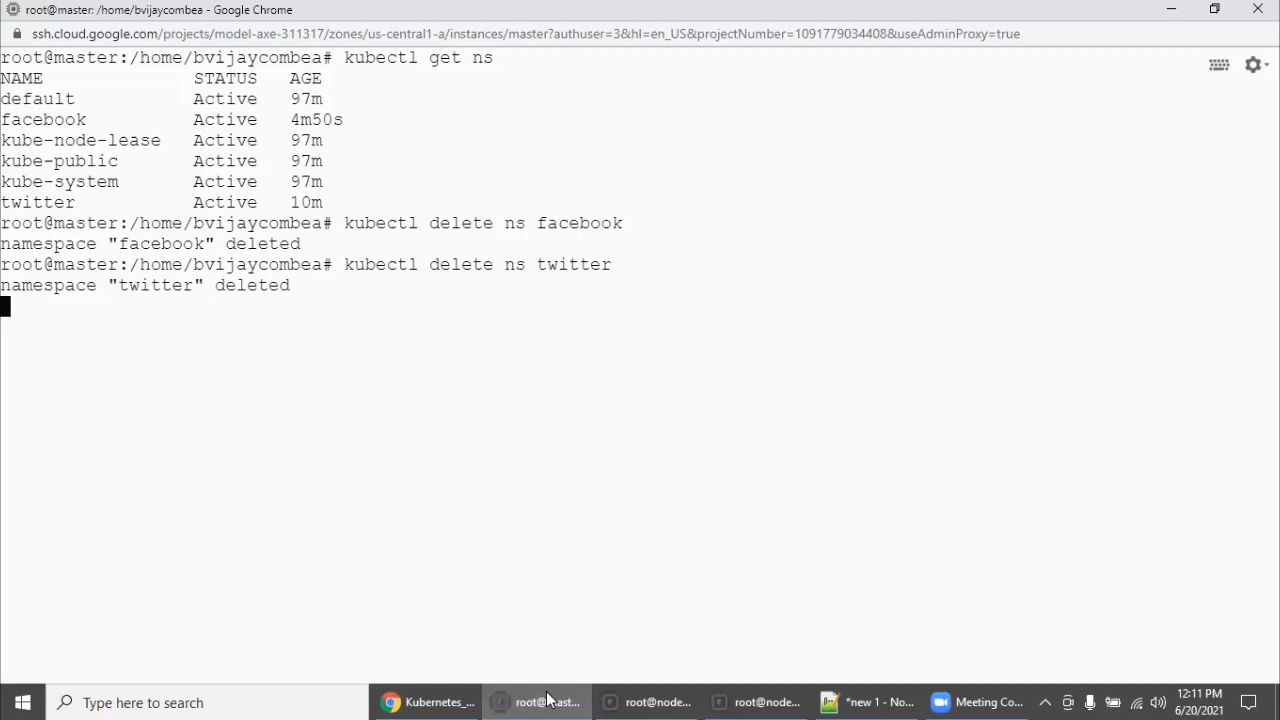 root@master: /home/bvijaycombea - Google Chrome
ssh.cloud.google.com/projects/model-axe-311317/zones/us-central1-a/instances/master?authuser=3&hl=en_US&projectNumber=1091779034408&useAdminProxy=true
root@master:/home/bvijaycombea# kubectl get ns
NAME STATUS AGE
default Active 97m
facebook Active 4m50s
kube-node-lease Active 97m
kube-public Active 97m
kube-system Active 97m
twitter Active 10m
root@master:/home/bvijaycombea# kubectl delete ns facebook
namespace "facebook" deleted
root@master:/home/bvijaycombea# kubectl delete ns twitter
namespace "twitter" deleted
Type here to search
Kubernetes_...
root@mast...
root@node...
root@node...
*new 1 - No...
Meeting Co...
12:11 PM
6/20/2021